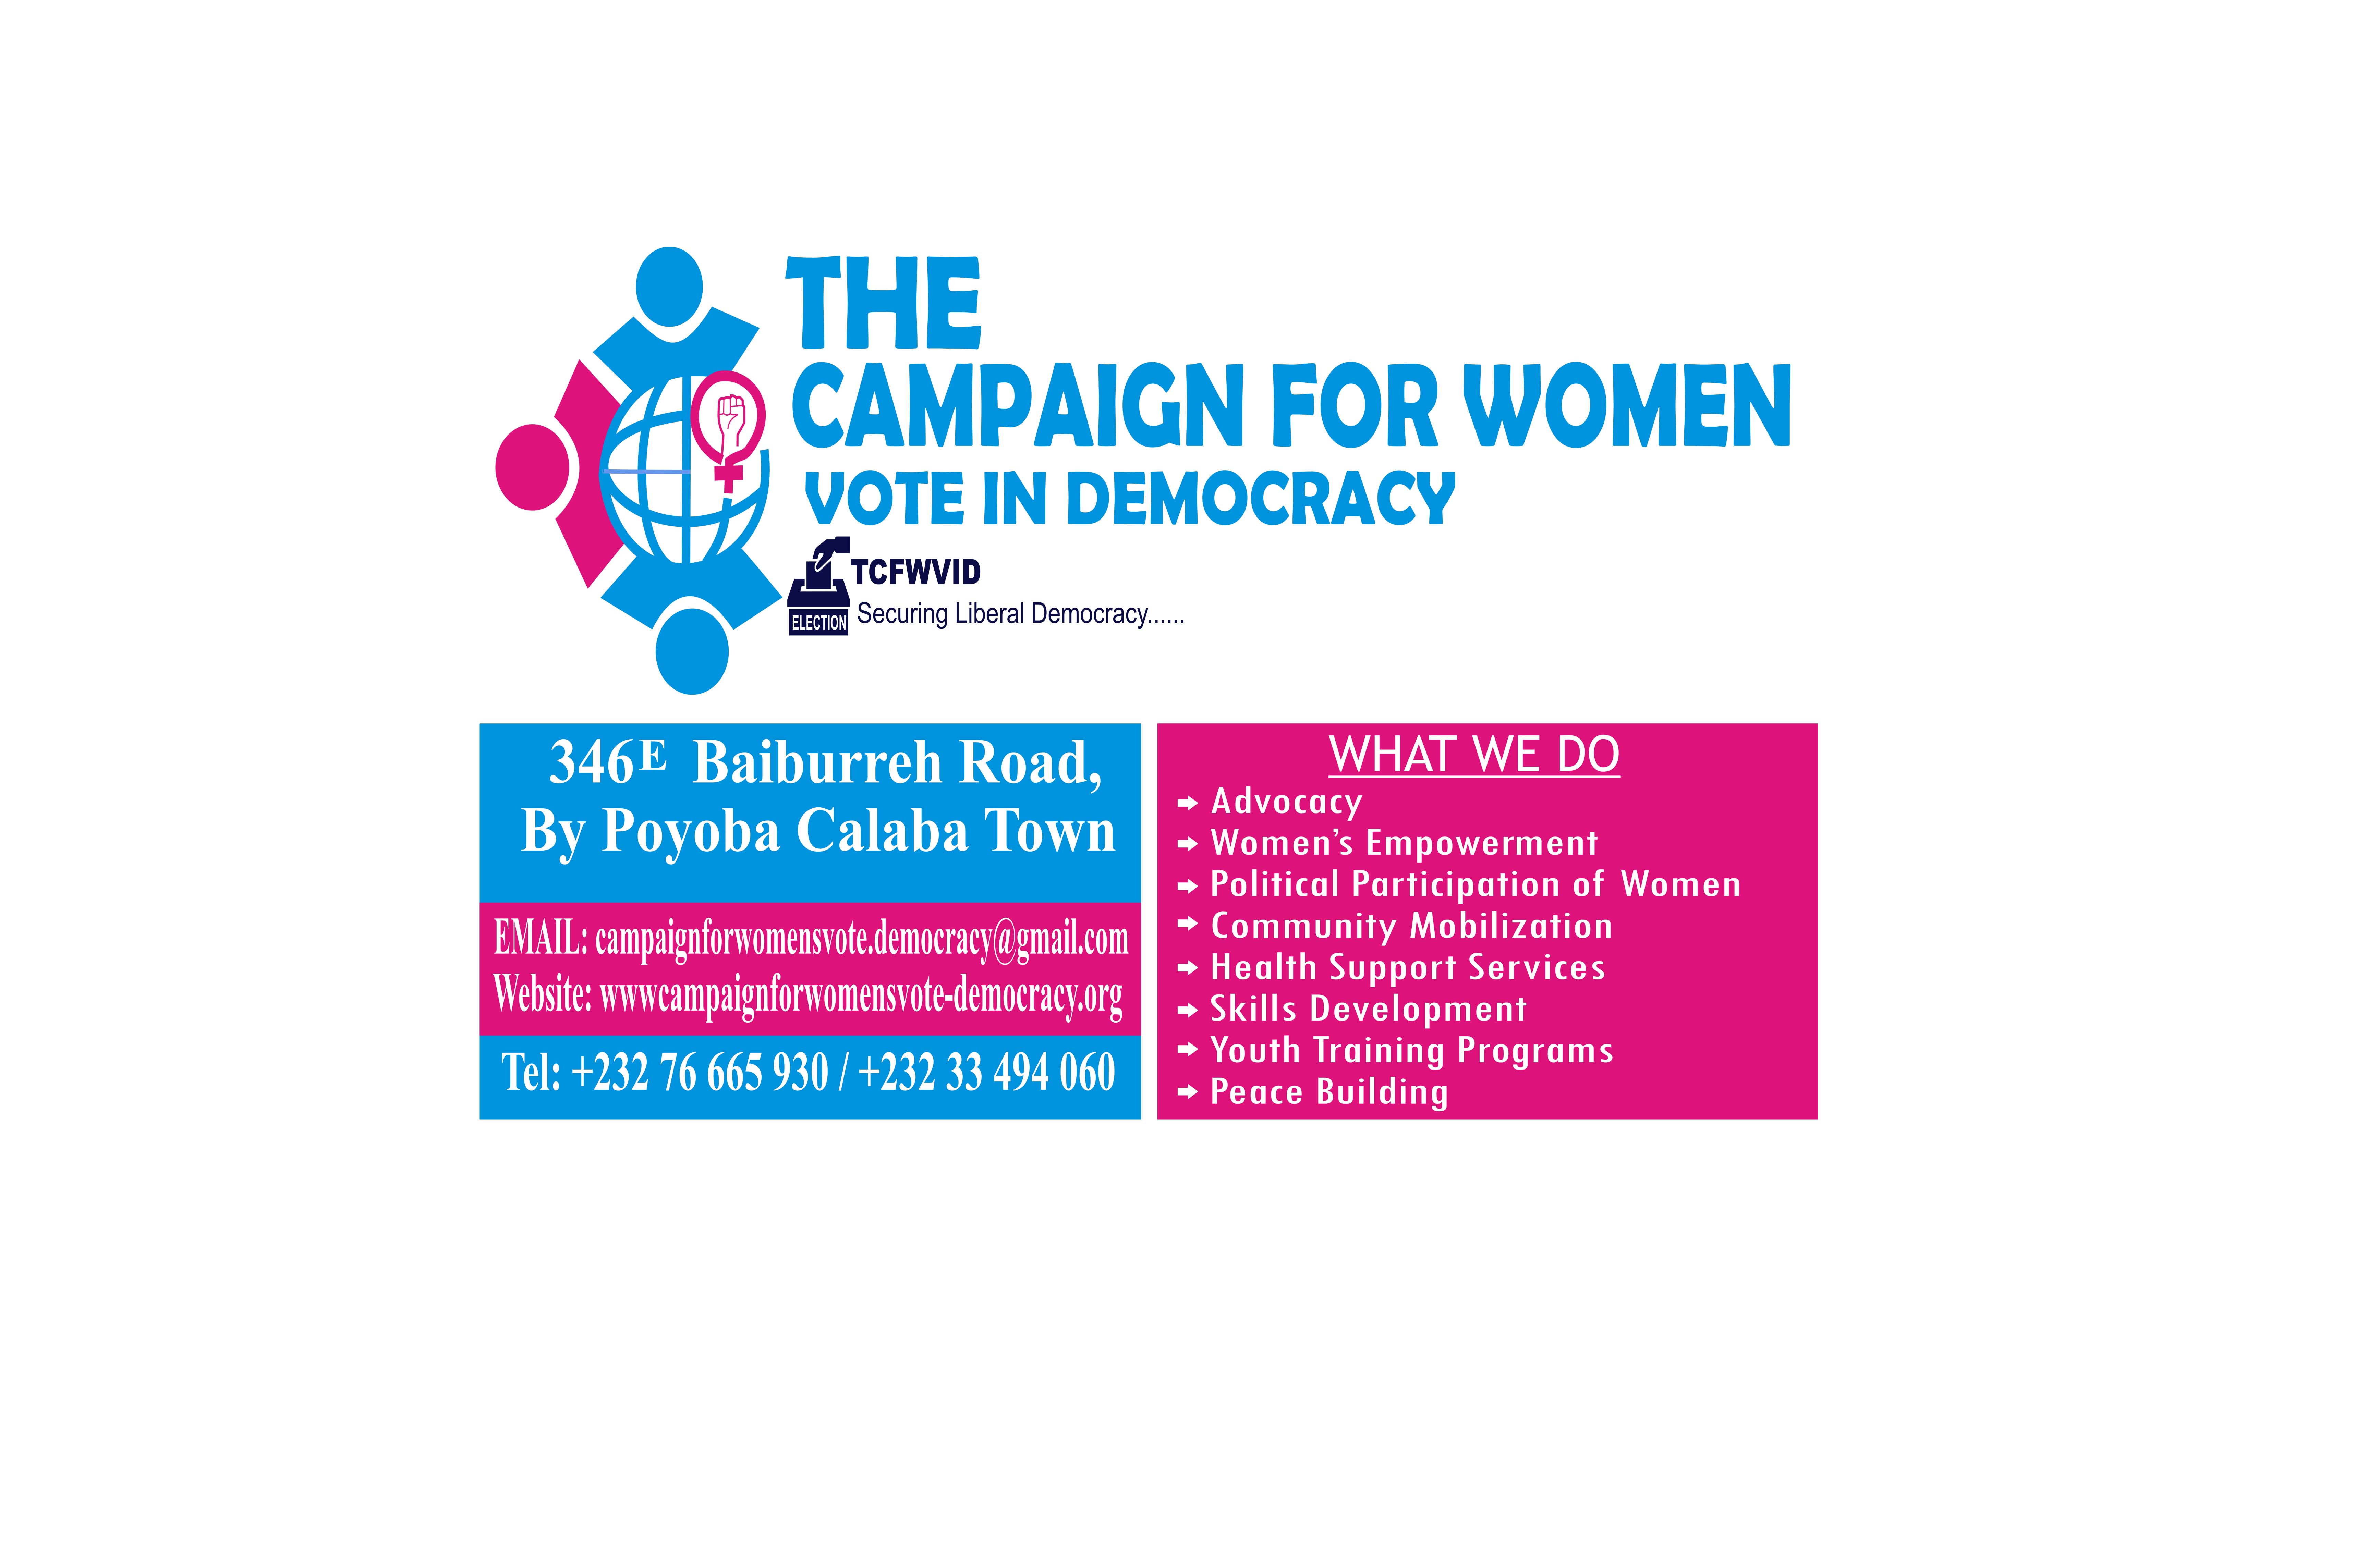 THE
CAMPAIGN FOR WOMEN
VOTE IN DEMOCRACY
TCFWVID
ELECTION
Securing Liberal Democracy......
346E Baiburreh Road,
By Poyoba Calaba Town
EMAIL: campaignforwomensvote.democracy@gmail.com
Website: wwwcampaignforwomensvote-democracy.org
Tel: +232 76 665 930 / +232 33 494 060
WHAT WE DO
Advocacy
Women’s Empowerment
Political Participation of Women
Community Mobilization
Health Support Services
Skills Development
Youth Training Programs
Peace Building